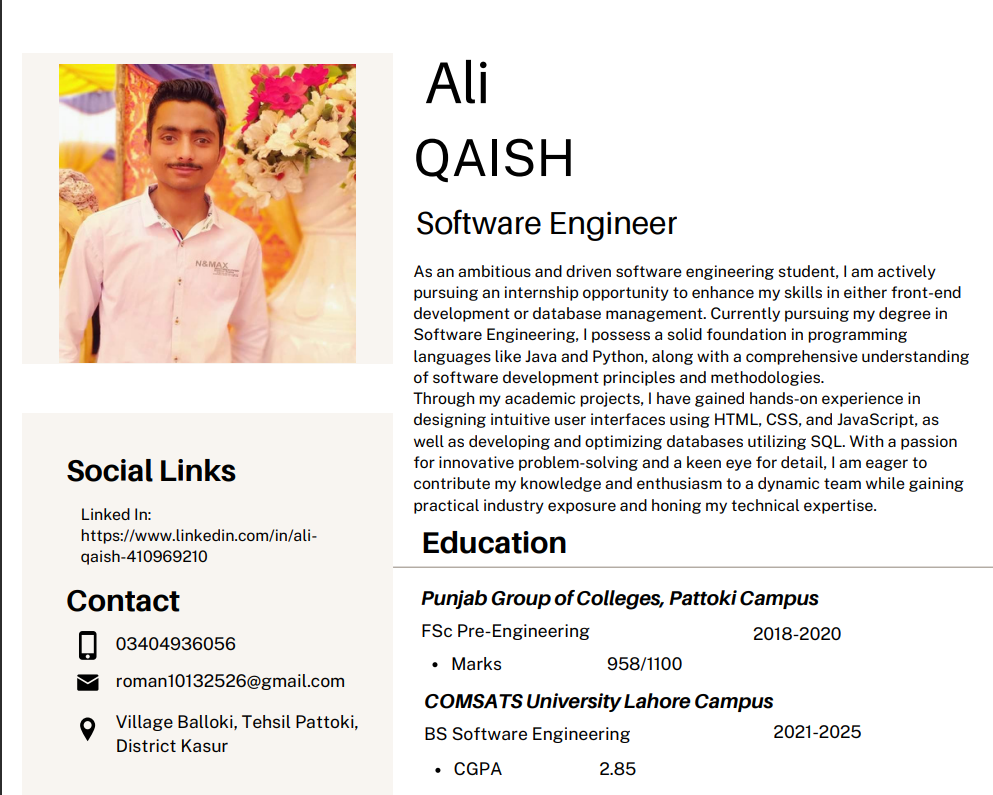 Ali
QAISH
Software Engineer
As an ambitious and driven software engineering student, I am actively
pursuing an internship opportunity to enhance my skills in either front-end
development or database management. Currently pursuing my degree in
Software Engineering, I possess a solid foundation in programming
languages like Java and Python, along with a comprehensive understanding
of software development principles and methodologies.
Through my academic projects, I have gained hands-on experience in
designing intuitive user interfaces using HTML, CSS, and JavaScript, as
well as developing and optimizing databases utilizing SQL. With a passion
for innovative problem-solving and a keen eye for detail, I am eager to
contribute my knowledge and enthusiasm to a dynamic team while gaining
practical industry exposure and honing my technical expertise.
N&MAX
Social Links
Linked In:
https://www.linkedin.com/in/ali-
qaish-410969210
Contact
03404936056
roman10132526@gmail.com
Village Balloki, Tehsil Pattoki,
District Kasur
Education
Punjab Group of Colleges, Pattoki Campus
FSc Pre-Engineering 2018-2020
• Marks 958/1100
COMSATS University Lahore Campus
BS Software Engineering 2021-2025
• CGPA 2.85